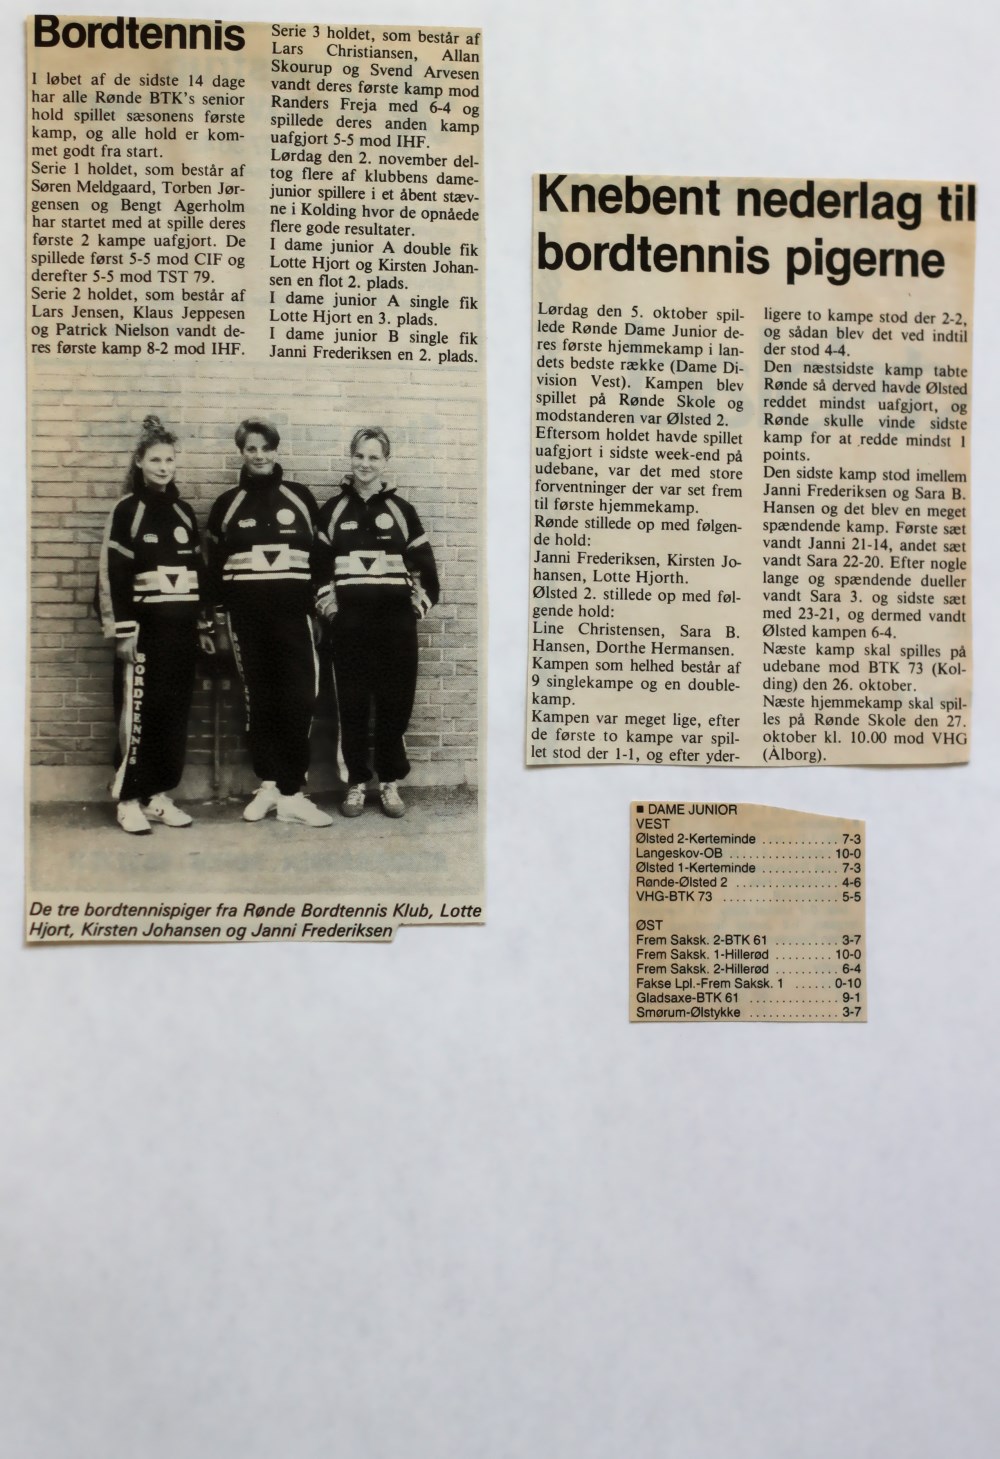 Bordtennis
I løbet af de sidste 14 dage
har alle Rønde BTK's senior
hold spillet sæsonens første
kamp, og alle hold er kom-
met godt fra start.
Serie 1 holdet, som består af
Søren Meldgaard, Torben Jør-
gensen og Bengt Agerholm
har startet med at spille deres
første 2 kampe uafgjort. De
spillede først 5-5 mod CIF og
derefter 5-5 mod TST 79.
Serie 2 holdet, som består af
Lars Jensen, Klaus Jeppesen
og Patrick Nielson vandt de-
res første kamp 8-2 mod IHF.
Serie 3 holdet, som består af
Lars Christiansen, Allan
Skourup og Svend Arvesen
vandt deres første kamp mod
Randers Freja med 6-4 og
spillede deres anden kamp
uafgjort 5-5 mod IHF.
Lørdag den 2. november del-
tog flere af klubbens dame-
junior spillere i et åbent stæv-
ne i Kolding hvor de opnåede
flere gode resultater.
I dame junior A double fik
Lotte Hjort og Kirsten Johan-
sen en flot 2. plads.
I dame junior A single fik
Lotte Hjort en 3. plads.
I dame junior B single fik
Janni Frederiksen en 2. plads.
BORDTENNIS
De tre bordtennispiger fra Rønde Bordtennis Klub, Lotte
Hjort, Kirsten Johansen og Janni Frederiksen
Knebent nederlag til
bordtennis pigerne
Lørdag den 5. oktober spil-
lede Rønde Dame Junior de-
res første hjemmekamp i lan-
dets bedste række (Dame Di-
vision Vest). Kampen blev
spillet på Rønde Skole og
modstanderen var Ølsted 2.
Eftersom holdet havde spillet
uafgjort i sidste week-end på
udebane, var det med store
forventninger der var set frem
til første hjemmekamp.
Rønde stillede op med følgen-
de hold:
Janni Frederiksen, Kirsten Jo-
hansen, Lotte Hjorth.
Ølsted 2. stillede op med føl-
gende hold:
Line Christensen, Sara B.
Hansen, Dorthe Hermansen.
Kampen som helhed består af
9 singlekampe og en double-
kamp.
Kampen var meget lige, efter
de første to kampe var spil-
let stod der 1-1, og efter yder-
ligere to kampe stod der 2-2,
og sådan blev det ved indtil
der stod 4-4.
Den næstsidste kamp tabte
Rønde så derved havde Ølsted
reddet mindst uafgjort, og
Rønde skulle vinde sidste
kamp for at redde mindst 1
points.
Den sidste kamp stod imellem
Janni Frederiksen og Sara B.
Hansen og det blev en meget
spændende kamp. Første sæt
vandt Janni 21-14, andet sæt
vandt Sara 22-20. Efter nogle
lange og spændende dueller
vandt Sara 3. og sidste sæt
med 23-21, og dermed vandt
Ølsted kampen 6-4.
Næste kamp skal spilles på
udebane mod BTK 73 (Kol-
ding) den 26. oktober.
Næste hjemmekamp skal spil-
les på Rønde Skole den 27.
oktober kl. 10.00 mod VHG
(Ålborg).
■ DAME JUNIOR
VEST
Ølsted 2-Kerteminde ........... 7-3
Langeskov-OB ............... 10-0
Ølsted 1-Kerteminde ........... 7-3
Rønde-Ølsted 2 ............... 4-6
VHG-BTK 73 ................. 5-5
ØST
Frem Saksk. 2-BTK 61 .......... 3-7
Frem Saksk. 1-Hillerød ......... 10-0
Frem Saksk. 2-Hillerød .......... 6-4
Fakse Lpl.-Frem Saksk. 1 ...... 0-10
Gladsaxe-BTK 61 .............. 9-1
Smørum-Ølstykke .............. 3-7